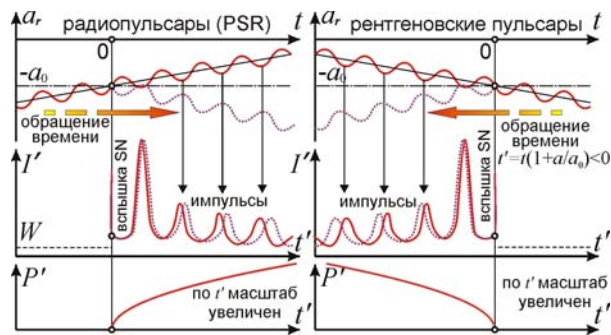 a_r радиопульсары (PSR) t
0
-a_0
обращение
времени
I'
вспышка SN
импульсы
W
t'
P'
по t' масштаб
увеличен
t'
a_r рентгеновские пульсары t
0
-a_0
обращение
времени
t'=t(1+a/a_0)<0
I'
импульсы
вспышка SN
W
t'
P'
по t' масштаб
увеличен
t'